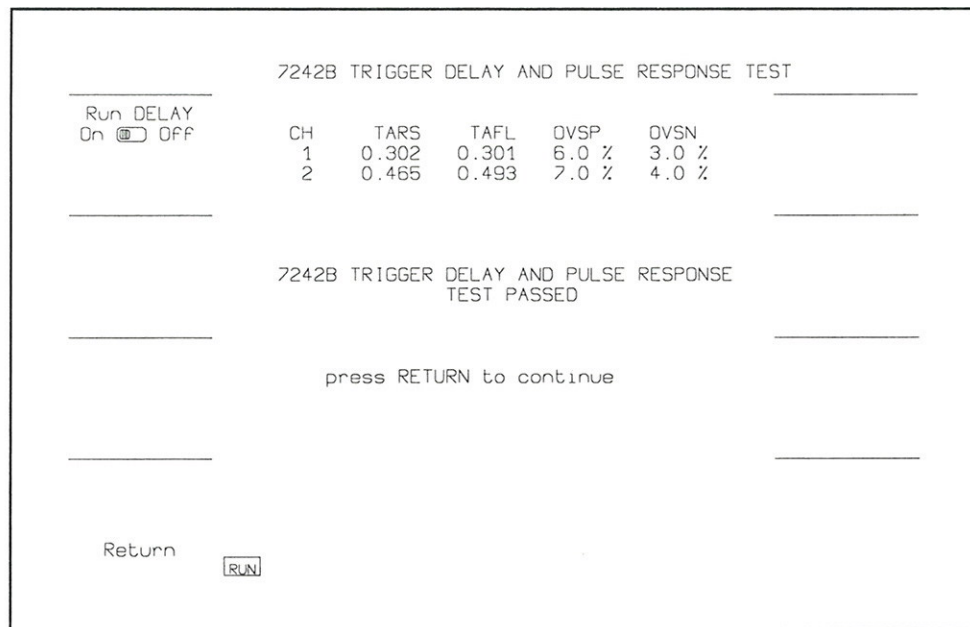 7242B TRIGGER DELAY AND PULSE RESPONSE TEST
Run DELAY
On Off
CH TARS TAFL OVSP OVSN
1 0.302 0.301 6.0 % 3.0 %
2 0.465 0.493 7.0 % 4.0 %
7242B TRIGGER DELAY AND PULSE RESPONSE
TEST PASSED
press RETURN to continue
Return
RUN